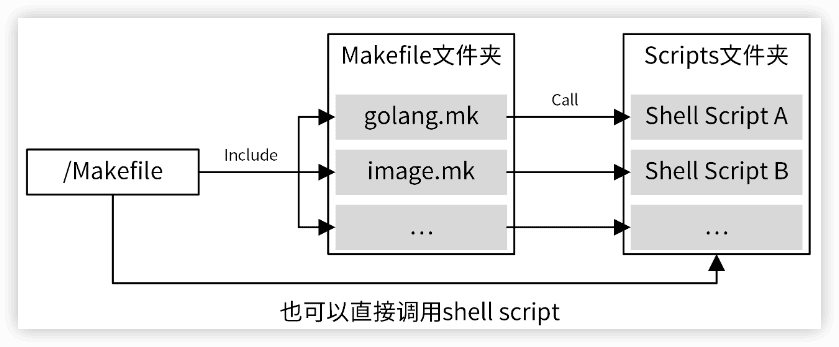 Makefile文件夹
Scripts文件夹
golang.mk
Call
Shell Script A
/Makefile
Include
image.mk
Shell Script B
…
…
也可以直接调用shell script